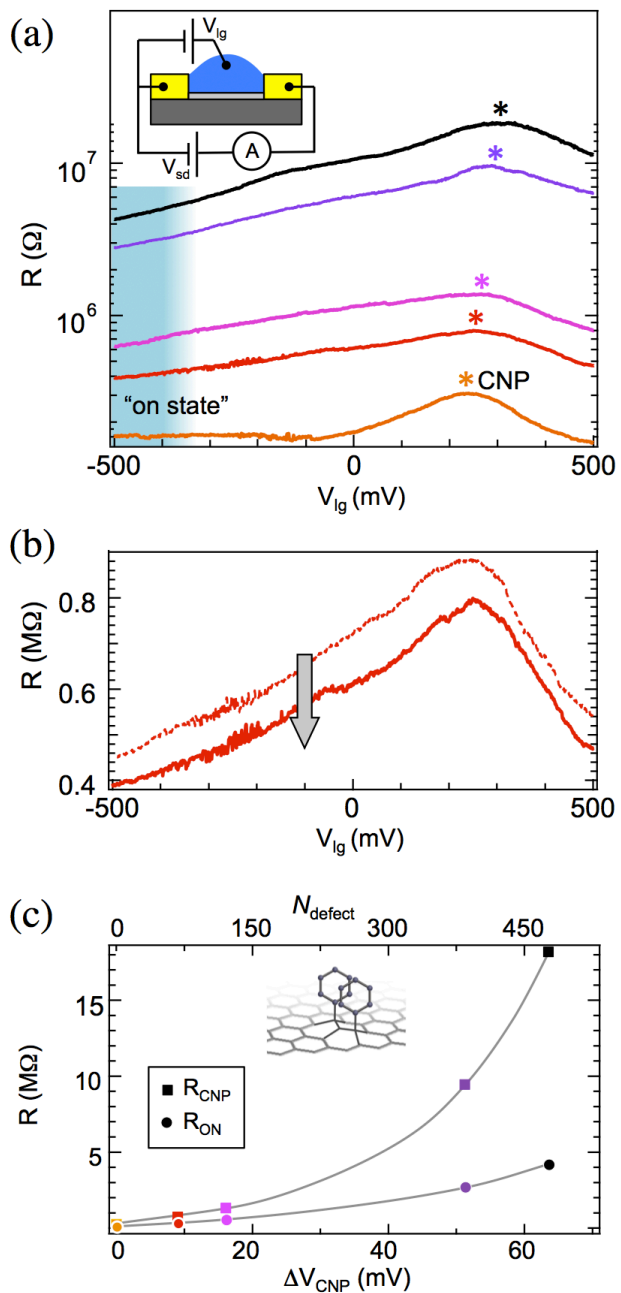 (a)
V_lg
V_sd
A
*
*
*
*
* CNP
"on state"
10^7
10^6
R (Ω)
-500 0 500
V_lg (mV)
(b)
0.8
0.6
0.4
R (MΩ)
-500 0 500
V_lg (mV)
(c)
N_defect
0 150 300 450
15
10
5
R (MΩ)
R_CNP
R_ON
0 20 40 60
ΔV_CNP (mV)